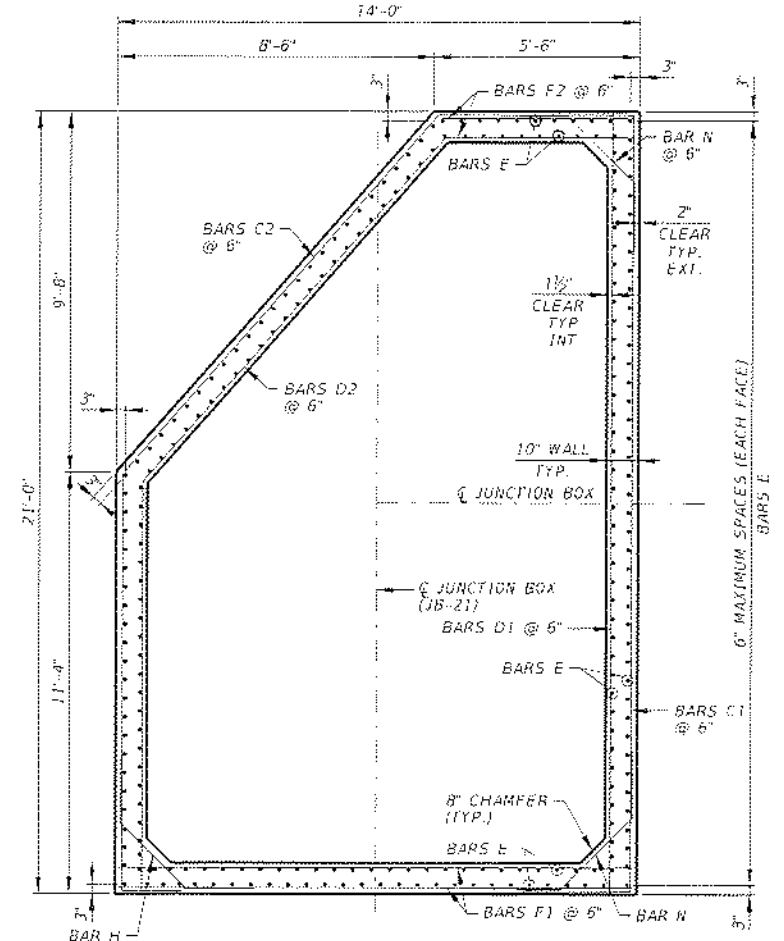 14'-0"
8'-6"
5'-6"
3"
3"
3"
BARS F2 @ 6"
BARS E
BAR N
@ 6"
BARS C2
@ 6"
2"
CLEAR
TYP.
EXT.
1½"
CLEAR
TYP
INT
9'-8"
21'-0"
3"
BARS D2
@ 6"
3"
10" WALL
TYP.
℄ JUNCTION BOX
6" MAXIMUM SPACES (EACH FACE)
BARS E
℄ JUNCTION BOX
(JB-21)
BARS D1 @ 6"
BARS E
11'-4"
BARS C1
@ 6"
8" CHAMFER
(TYP.)
BARS E
3"
BARS F1 @ 6"
BAR N
BAR H
3"